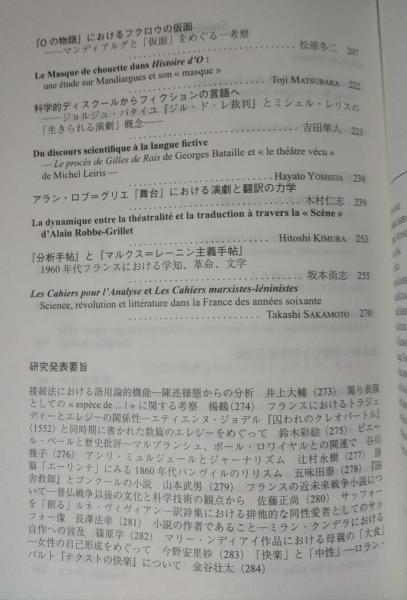 『Oの物語』におけるフクロウの仮面
——マンディアルグと「仮面」をめぐる一考察
松原冬二 207
Le Masque de chouette dans Histoire d'O :
une étude sur Mandiargues et son « masque »
Toji MATSUBARA 222
科学的ディスクールからフィクションの言語へ
——ジョルジュ・バタイユ『ジル・ド・レ裁判』とミシェル・レリスの
「生きられる演劇」概念——
吉田隼人 223
Du discours scientifique à la langue fictive
— Le procès de Gilles de Rais de Georges Bataille et « le théâtre vécu »
de Michel Leiris —
Hayato YOSHIDA 238
アラン・ロブ=グリエ「舞台」における演劇と翻訳の力学
木村仁志 239
La dynamique entre la théatralité et la traduction à travers la « Scène »
d'Alain Robbe-Grillet
Hitoshi KIMURA 253
『分析手帖』と『マルクス=レーニン主義手帖』
1960年代フランスにおける学知、革命、文学
坂本尚志 255
Les Cahiers pour l'Analyse et Les Cahiers marxistes-léninistes
Science, révolution et littérature dans la France des années soixante
Takashi SAKAMOTO 270
研究発表要旨
接続法における語用論的機能—陳述様態からの分析 井上大輔 (273) 罵り表現
としての « espèce de ... ! » に関する考察 楊鶴 (274) フランスにおけるトラジェ
ディーとエレジーの関係性—エティエンヌ・ジョデル『囚われのクレオパートル』
(1552) と同時期に書かれた数篇のエレジーをめぐって 鈴木彩絵 (275) ピエー
ル・ベールと歴史批評—マルブランシュ、ポール・ロワイヤルとの関連で 谷川
雅子 (276) アンリ・ミュルジェールとジャーナリズム 辻村永樹 (277) 詩
篇「エーリンナ」にみる1860年代バンヴィルのリリスム 五味田泰 (278) 『田
舎教師』とゴンクールの小説 山本武男 (279) フランスの近未来戦争小説につ
いて—普仏戦争以後の文化と科学技術の観点から 佐藤正尚 (280) サッフォー
を「創る」ルネ・ヴィヴィアン—訳詩集における排他的な同性愛者としてのサッ
フォー像 長澤法幸 (281) 小説の作者であること—ミラン・クンデラにおける
自作への言及 篠原学 (282) マリー・ンディアイ作品における母親の「大食」
—女性の自己形成をめぐって 今野安里紗 (283) 「快楽」と「中性」—ロラン・
バルト『テクストの快楽』について 金谷壮太 (284)